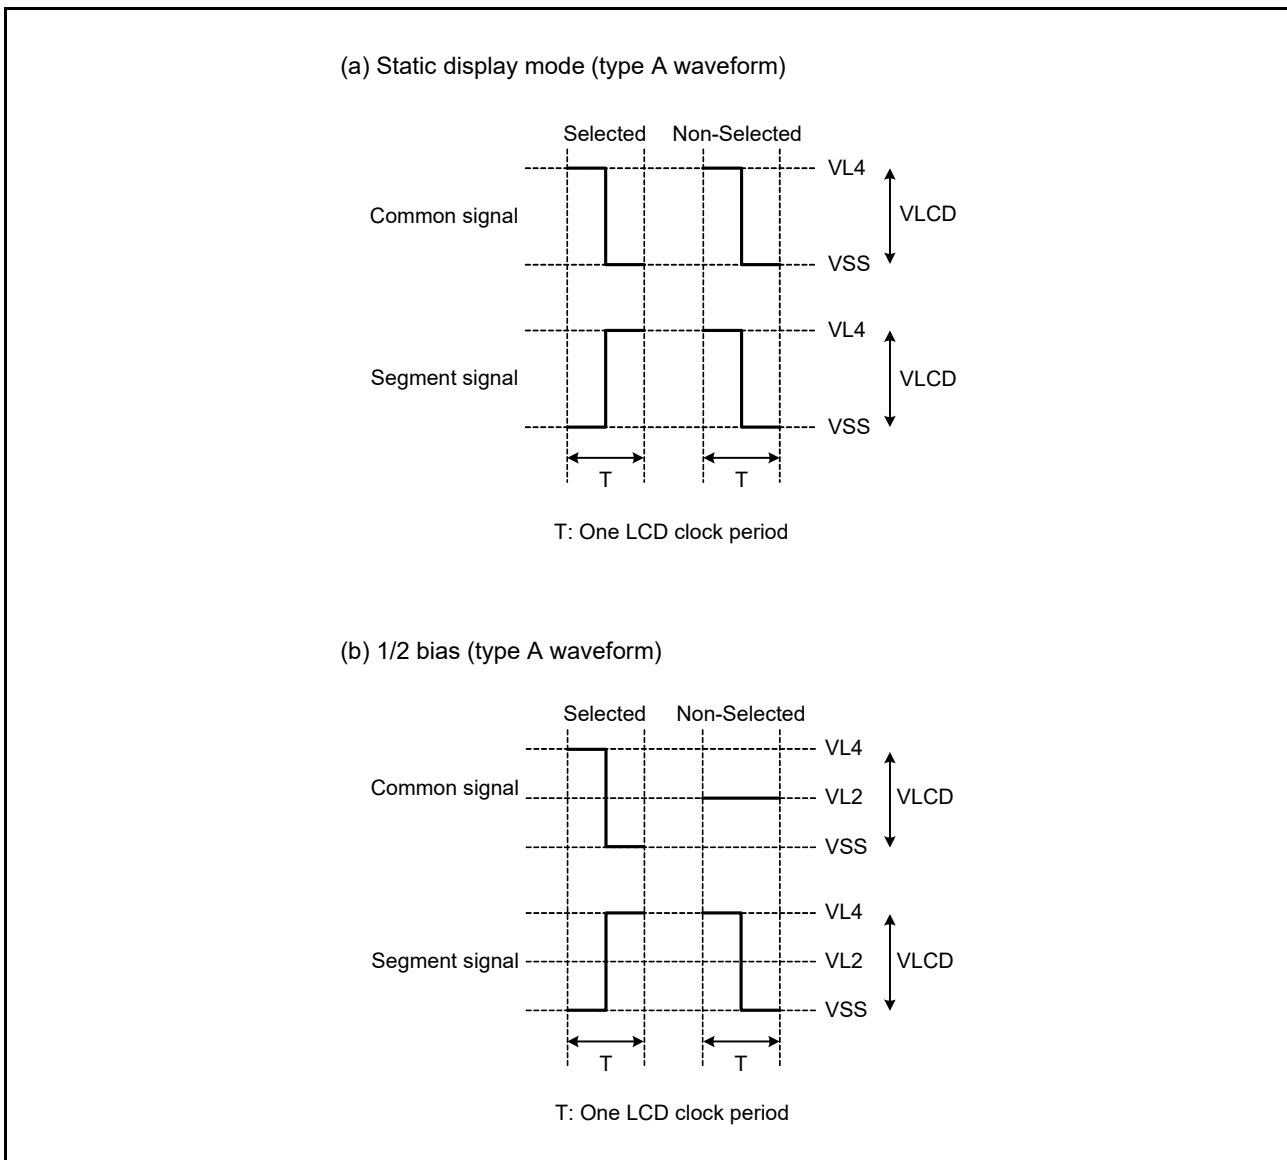 (a) Static display mode (type A waveform)
Selected Non-Selected
VL4
Common signal VLCD
VSS
VL4
Segment signal VLCD
VSS
T T
T: One LCD clock period
(b) 1/2 bias (type A waveform)
Selected Non-Selected
VL4
Common signal VL2 VLCD
VSS
VL4
Segment signal VL2 VLCD
VSS
T T
T: One LCD clock period